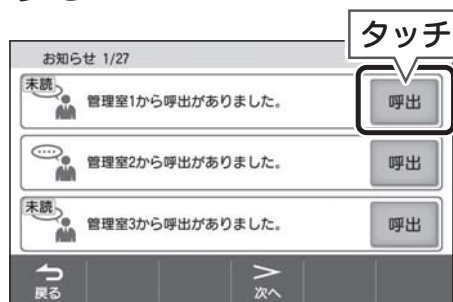 タッチ
お知らせ 1/27
未読
管理室1から呼出がありました。
呼出
管理室2から呼出がありました。
呼出
未読
管理室3から呼出がありました。
呼出
戻る
次へ